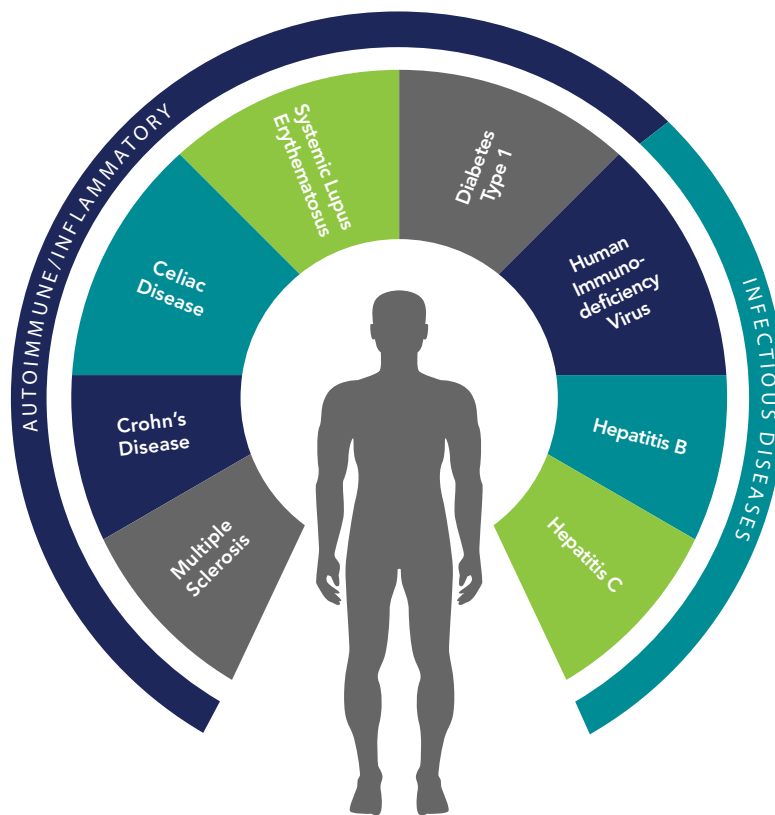 AUTOIMMUNE/INFLAMMATORY
Multiple
Sclerosis
Crohn's
Disease
Celiac
Disease
Systemic Lupus
Erythematosus
Diabetes
Type 1
INFECTIOUS DISEASES
Human
Immuno-
deficiency
Virus
Hepatitis B
Hepatitis C